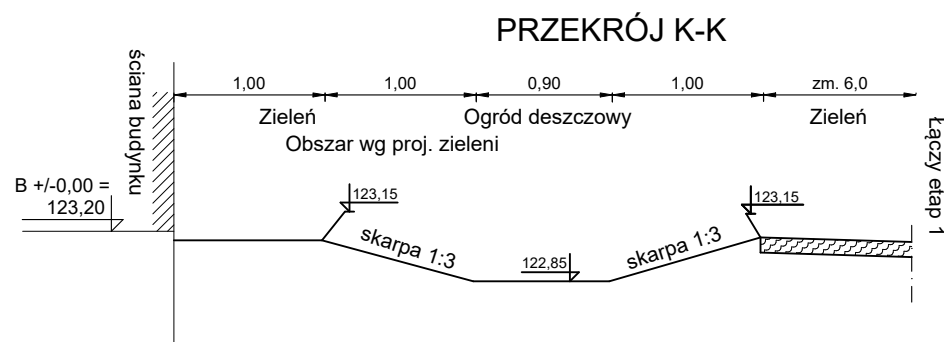 PRZEKRÓJ K-K
ściana budynku
1,00
1,00
0,90
1,00
zm. 6,0
Zieleń
Ogród deszczowy
Zieleń
Obszar wg proj. zieleni
Łączy etap 1
B +/-0,00 =
123,20
123,15
123,15
skarpa 1:3
skarpa 1:3
122,85